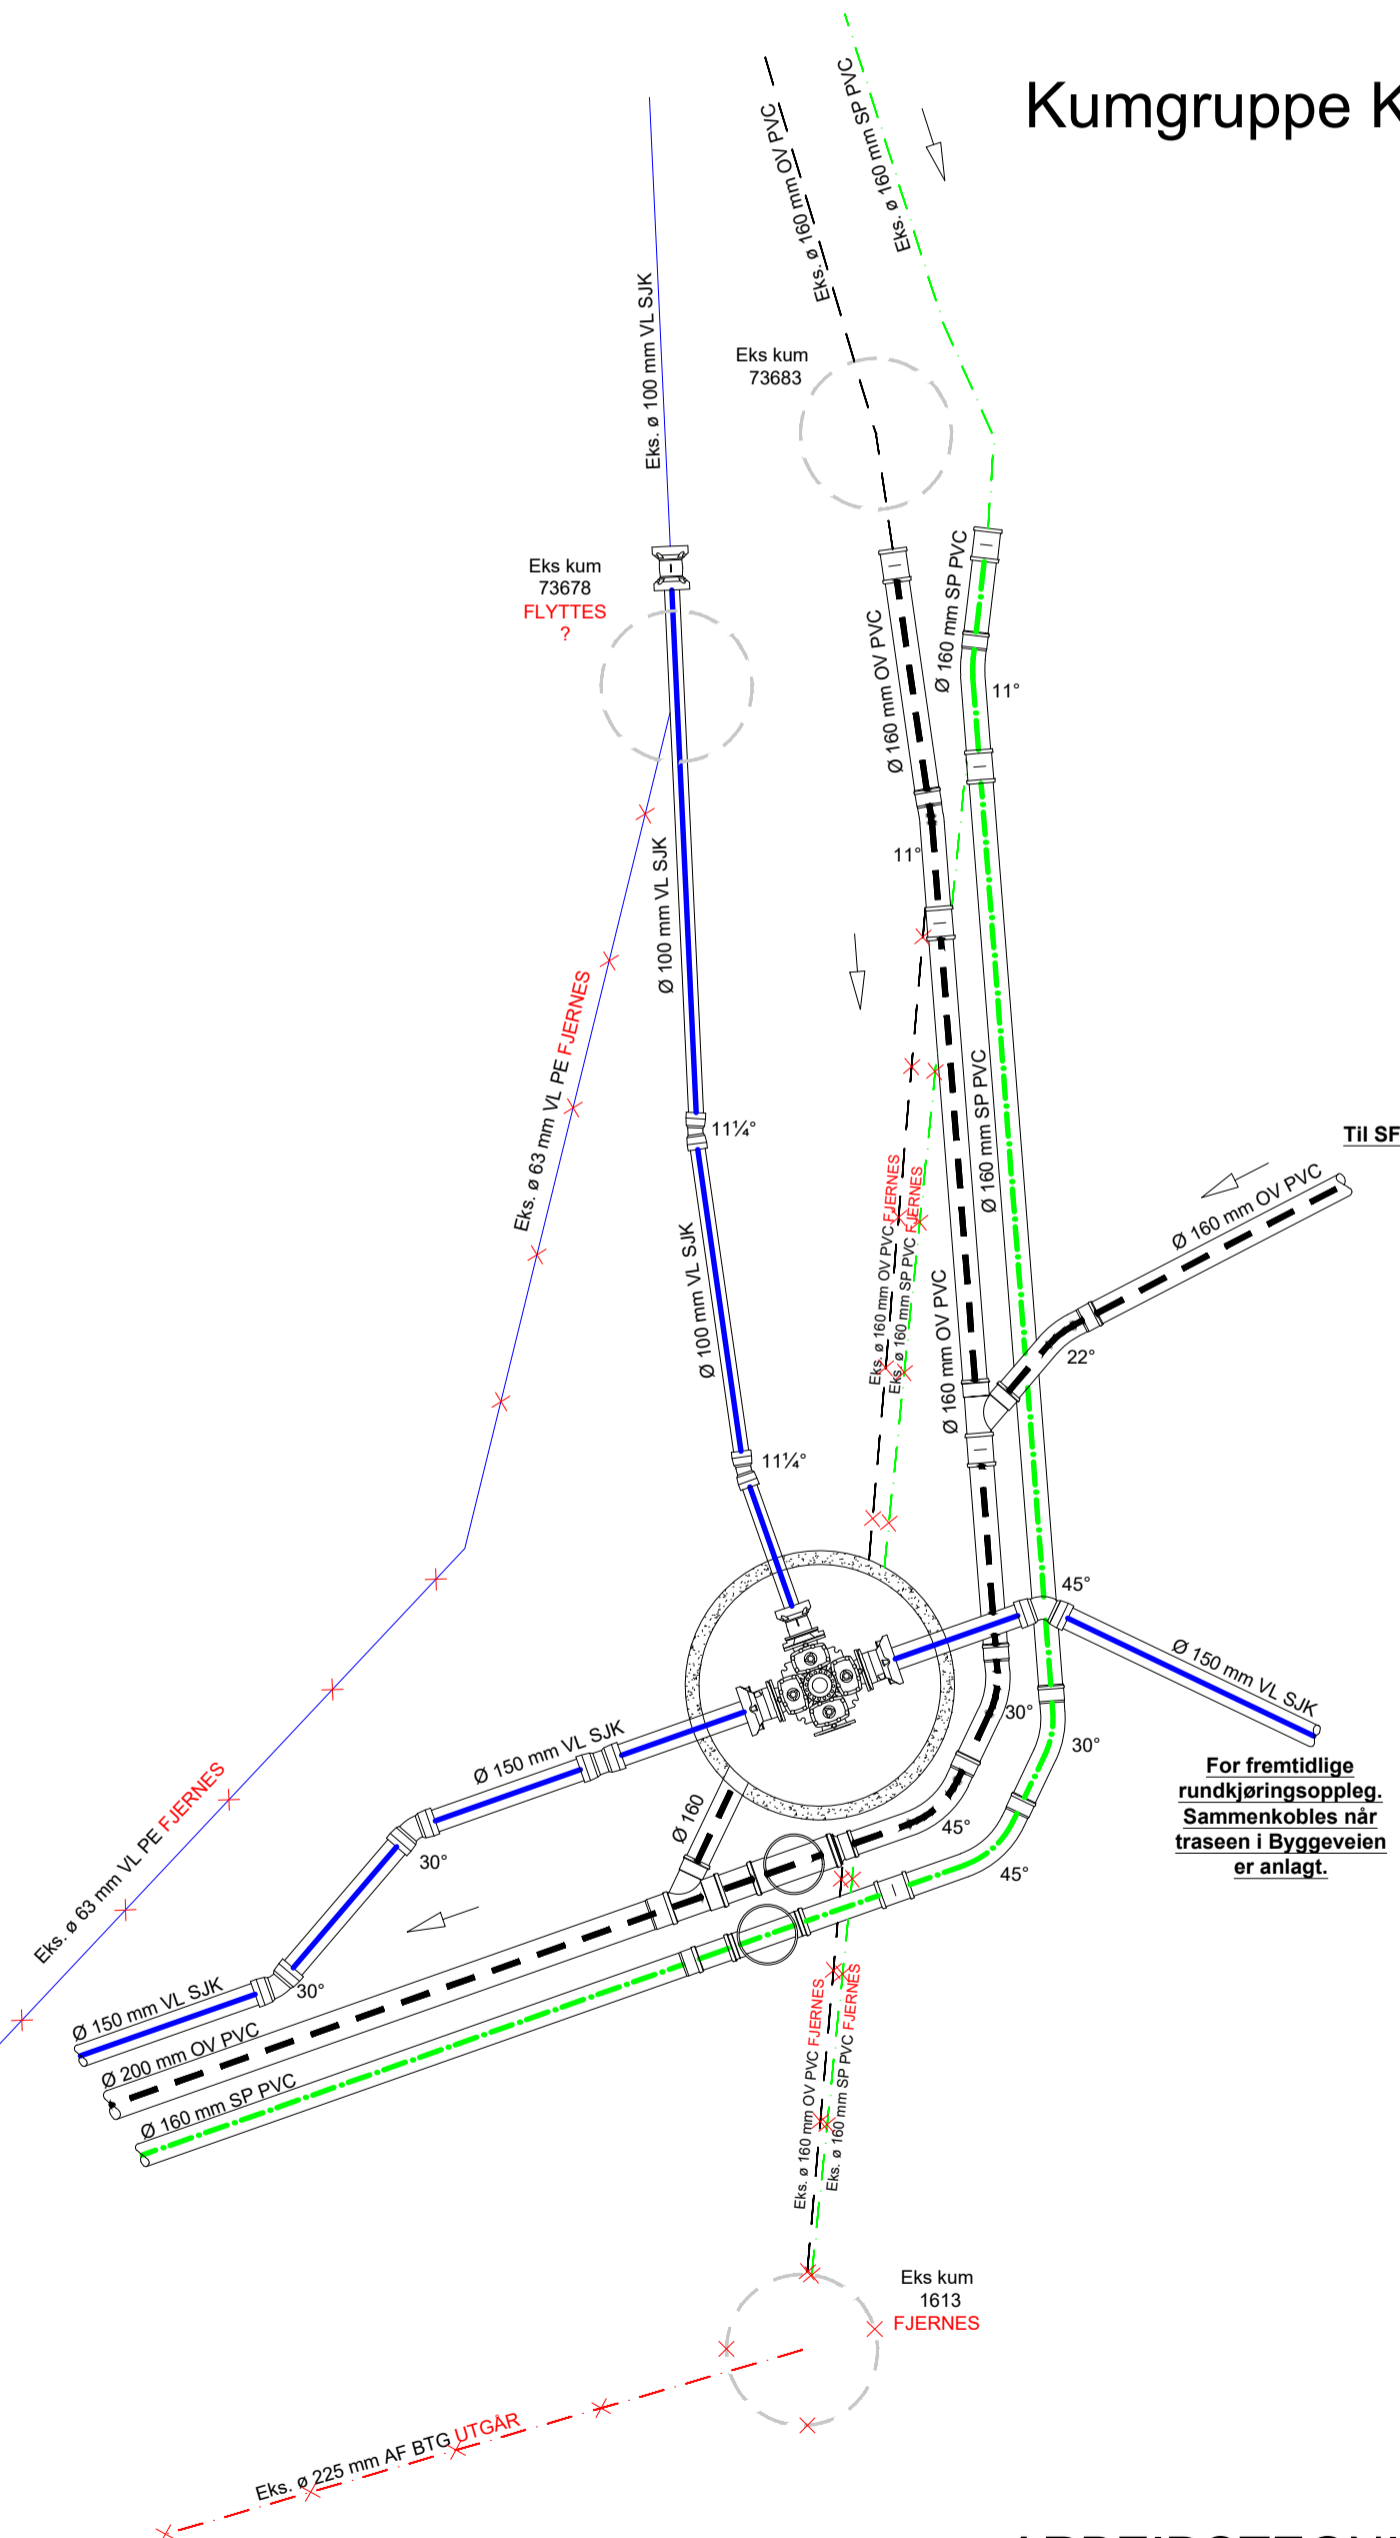 Kumgruppe K
Eks. ø 160 mm SP PVC
Eks. ø 160 mm OV PVC
Eks. ø 100 mm VL SJK
Eks kum
73683
Eks kum
73678
FLYTTES
?
Ø 160 mm SP PVC
Ø 160 mm OV PVC
11°
11°
Ø 100 mm VL SJK
Eks. ø 63 mm VL PE FJERNES
11¼°
Ø 160 mm SP PVC
Til SF
Ø 160 mm OV PVC
Eks. ø 160 mm OV PVC FJERNES
Eks. ø 160 mm SP PVC FJERNES
Ø 100 mm VL SJK
Ø 160 mm OV PVC
22°
11¼°
45°
Ø 150 mm VL SJK
30°
30°
Ø 150 mm VL SJK
For fremtidlige
rundkjøringsoppleg.
Sammenkobles når
traseen i Byggeveien
er anlagt.
Ø 160
45°
45°
30°
Eks. ø 63 mm VL PE FJERNES
30°
Ø 150 mm VL SJK
Ø 200 mm OV PVC
Ø 160 mm SP PVC
Eks. ø 160 mm OV PVC FJERNES
Eks. ø 160 mm SP PVC FJERNES
Eks kum
1613
FJERNES
Eks. ø 225 mm AF BTG UTGÅR